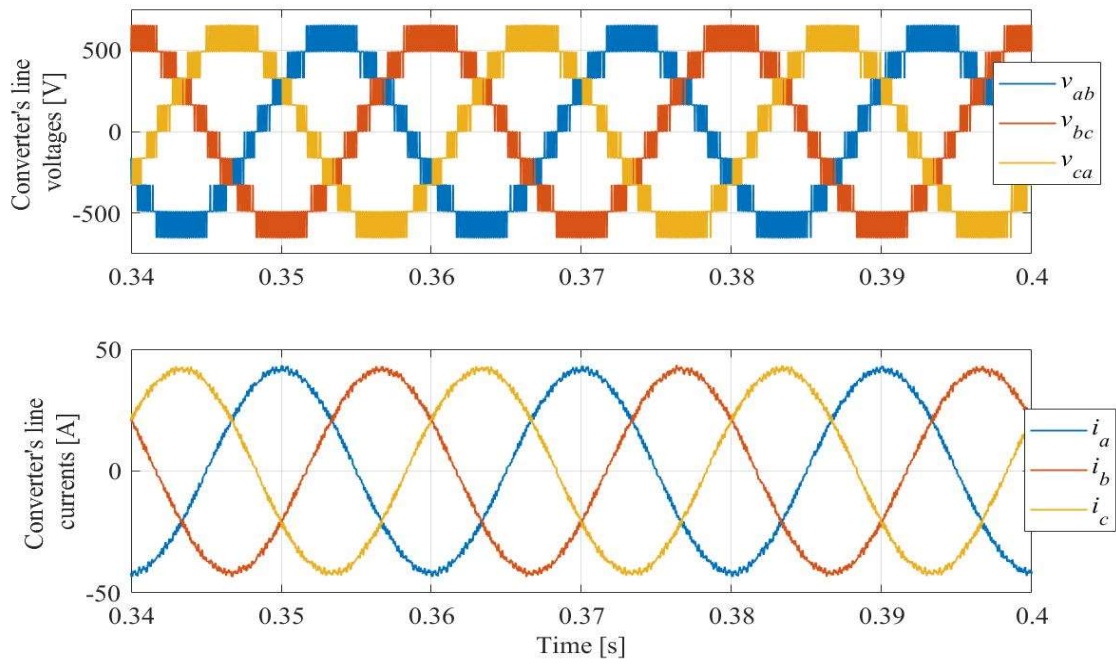 Converter's line
voltages [V]
500
0
-500
v_ab
v_bc
v_ca
0.34 0.35 0.36 0.37 0.38 0.39 0.4
Converter's line
currents [A]
50
0
-50
i_a
i_b
i_c
0.34 0.35 0.36 0.37 0.38 0.39 0.4
Time [s]